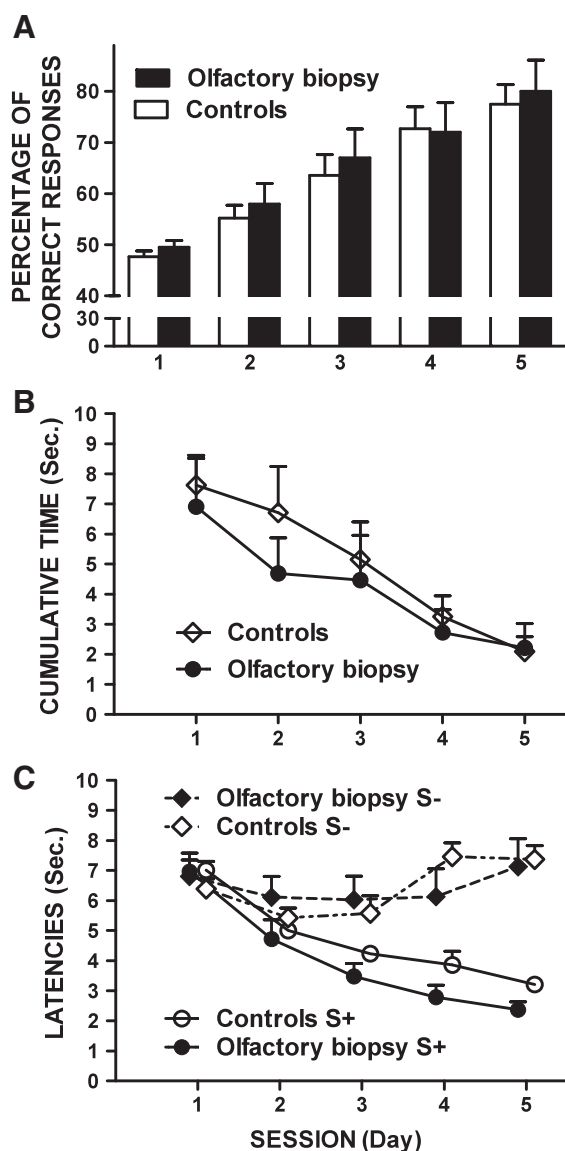 A
PERCENTAGE OF
CORRECT RESPONSES
Olfactory biopsy
Controls
80
70
60
50
40
30
0
1 2 3 4 5
B
CUMULATIVE TIME (Sec.)
10
9
8
7
6
5
4
3
2
1
0
Controls
Olfactory biopsy
1 2 3 4 5
C
LATENCIES (Sec.)
10
9
8
7
6
5
4
3
2
1
0
Olfactory biopsy S-
Controls S-
Controls S+
Olfactory biopsy S+
1 2 3 4 5
SESSION (Day)